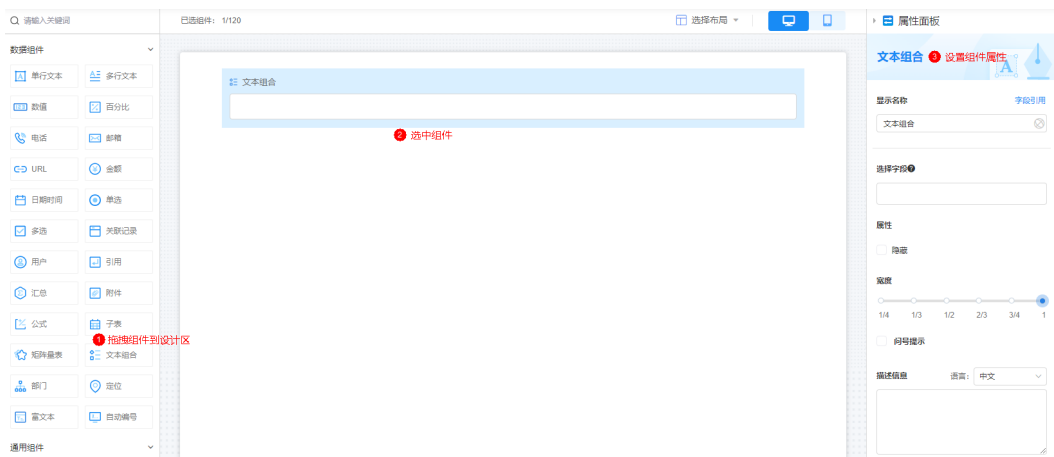 请输入关键词
已选组件：1/120
选择布局
属性面板
数据组件
单行文本
多行文本
数值
百分比
电话
邮箱
URL
金额
日期时间
单选
多选
关联记录
用户
引用
汇总
附件
公式
子表
1 拖拽组件到设计区
矩阵量表
文本组合
部门
定位
富文本
自动编号
通用组件
文本组合
2 选中组件
文本组合 3 设置组件属性
显示名称
字段引用
文本组合
选择字段
属性
隐蔽
宽度
1/4 1/3 1/2 2/3 3/4 1
问号提示
描述信息
语言：中文